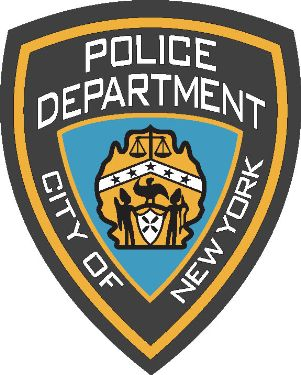 POLICE
DEPARTMENT
CITY OF
NEW YORK